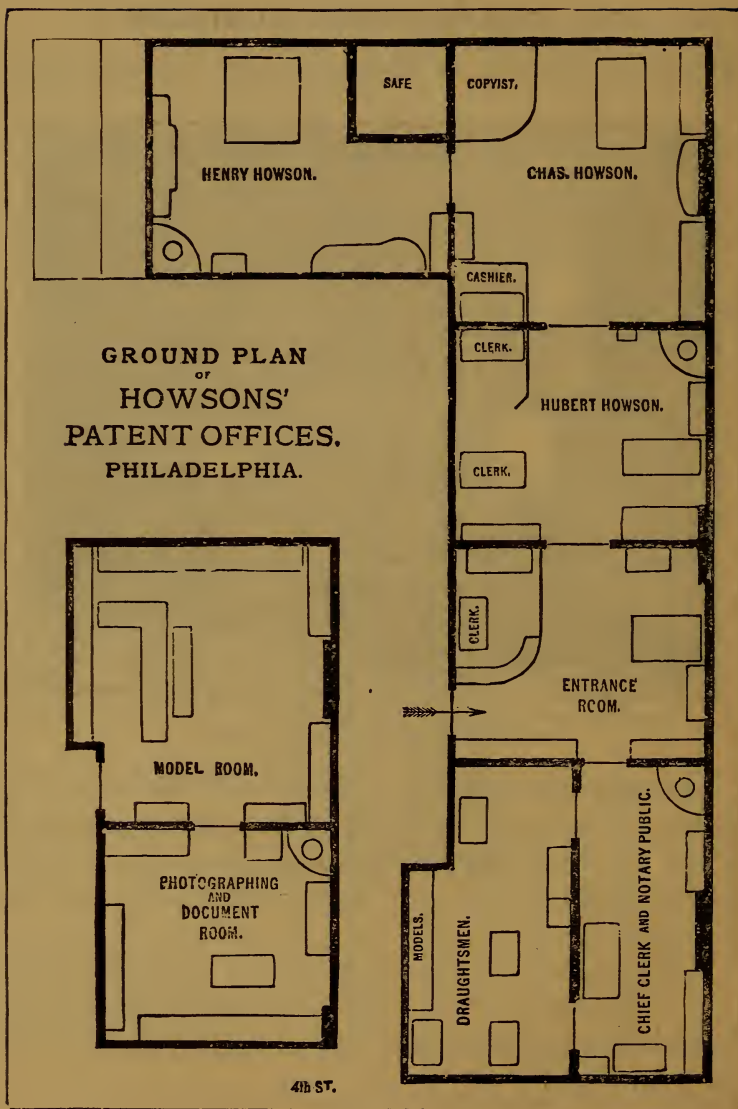 SAFE
COPYIST.
HENRY HOWSON.
CHAS. HOWSON.
CASHIER.
CLERK.
HUBERT HOWSON.
CLERK.
GROUND PLAN
OF
HOWSONS'
PATENT OFFICES.
PHILADELPHIA.
CLERK.
ENTRANCE
ROOM.
MODEL ROOM.
PHOTOGRAPHING
AND
DOCUMENT
ROOM.
MODELS.
DRAUGHTSMEN.
CHIEF CLERK AND NOTARY PUBLIC.
4th ST.